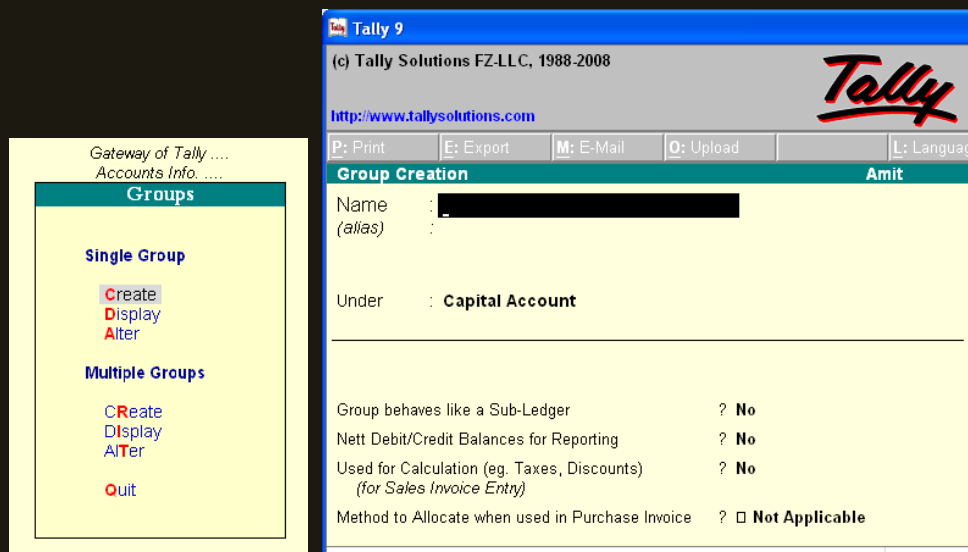 Gateway of Tally ....
Accounts Info. ....
Groups
Single Group
Create
Display
Alter
Multiple Groups
CReate
DIsplay
AlTer
Quit
Tally 9
(c) Tally Solutions FZ-LLC, 1988-2008
Tally
http://www.tallysolutions.com
P: Print E: Export M: E-Mail O: Upload L: Languag
Group Creation Amit
Name :
(alias) :
Under : Capital Account
Group behaves like a Sub-Ledger ? No
Nett Debit/Credit Balances for Reporting ? No
Used for Calculation (eg. Taxes, Discounts) ? No
(for Sales Invoice Entry)
Method to Allocate when used in Purchase Invoice ? □ Not Applicable